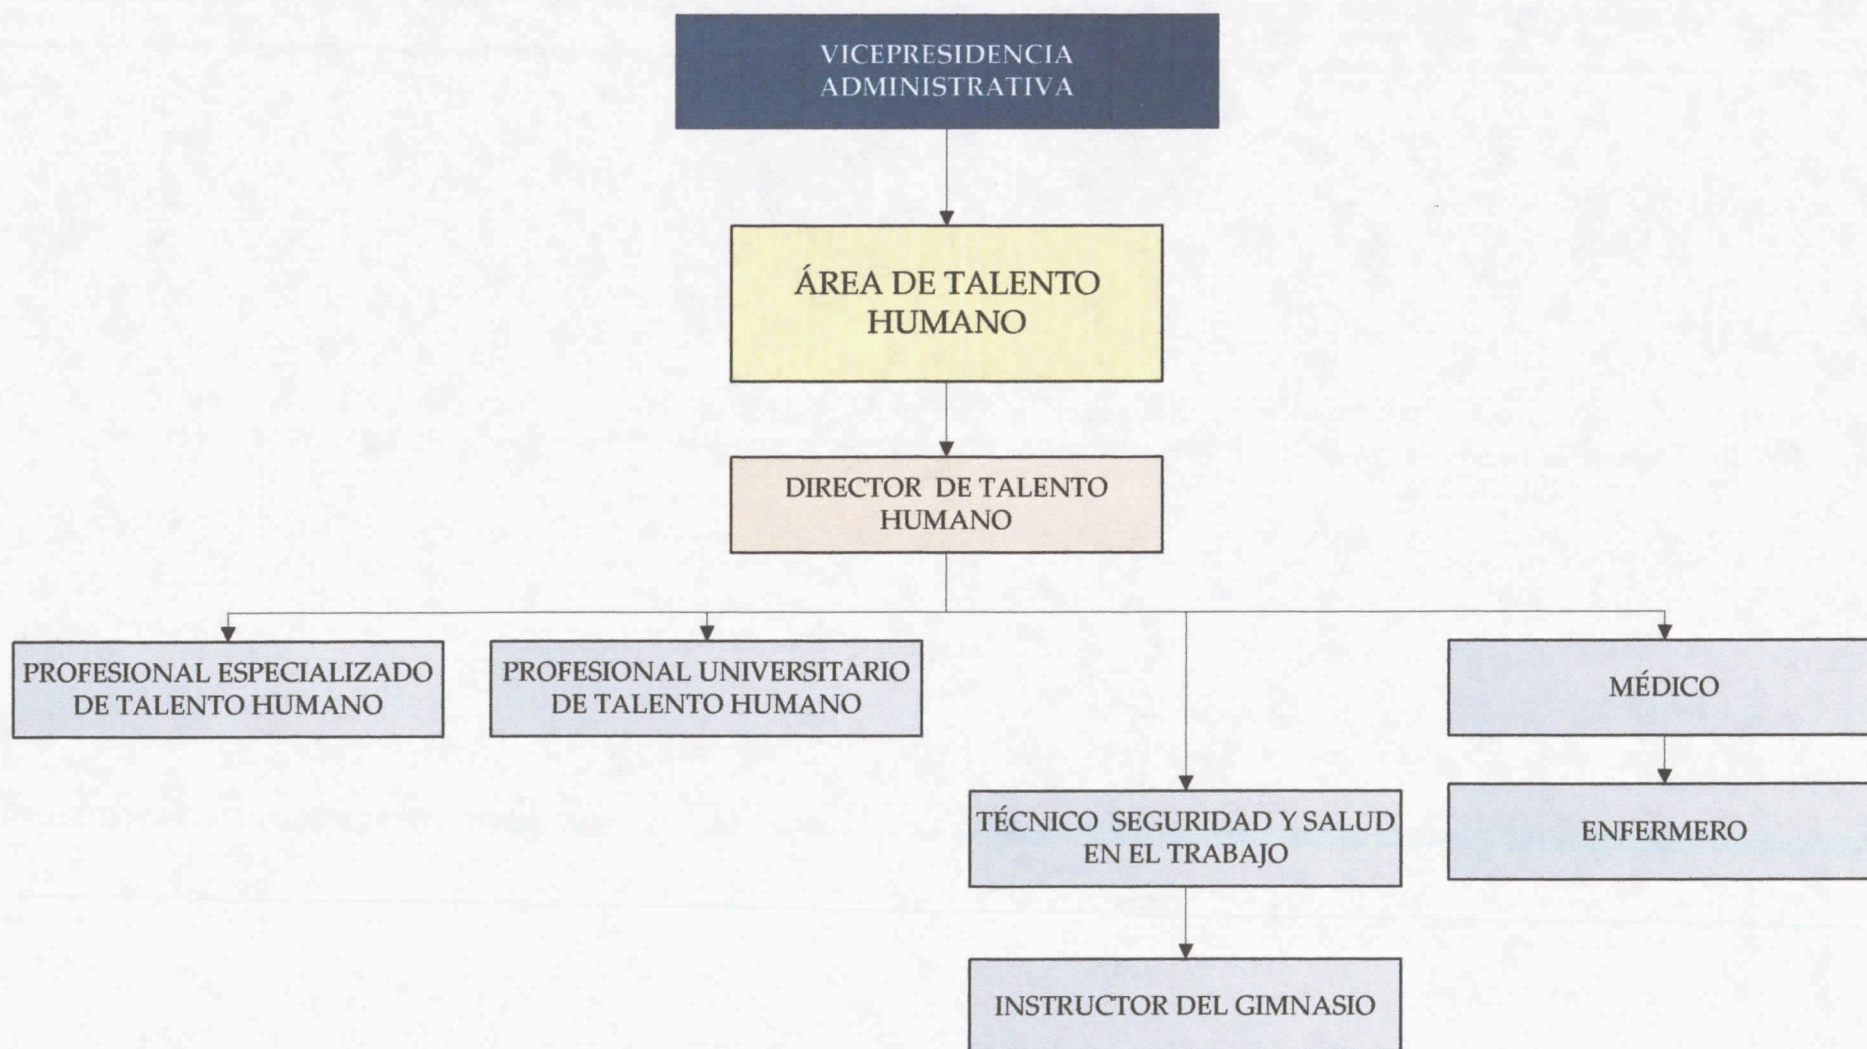 VICEPRESIDENCIA
ADMINISTRATIVA
ÁREA DE TALENTO
HUMANO
DIRECTOR DE TALENTO
HUMANO
PROFESIONAL ESPECIALIZADO
DE TALENTO HUMANO
PROFESIONAL UNIVERSITARIO
DE TALENTO HUMANO
MÉDICO
TÉCNICO SEGURIDAD Y SALUD
EN EL TRABAJO
ENFERMERO
INSTRUCTOR DEL GIMNASIO